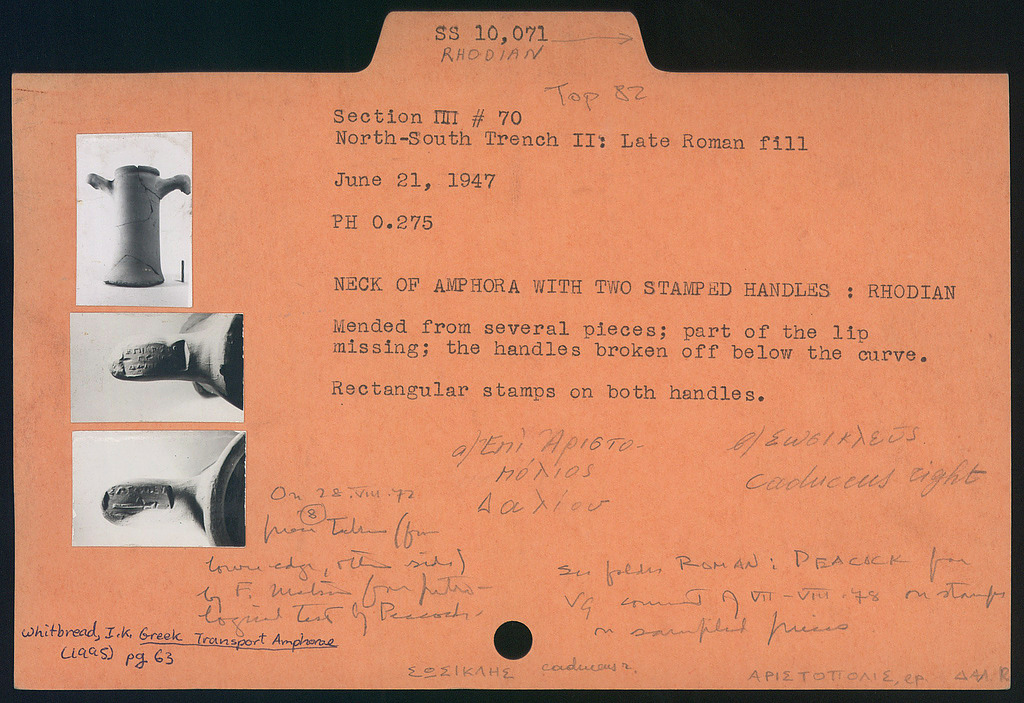 SS 10,071
RHODIAN
Top 82
Section ΠΠ # 70
North-South Trench II: Late Roman fill
June 21, 1947
PH 0.275
NECK OF AMPHORA WITH TWO STAMPED HANDLES : RHODIAN
Mended from several pieces; part of the lip
missing; the handles broken off below the curve.
Rectangular stamps on both handles.
a) Ἐπὶ Ἀριστο-
πόλιος
Δαλίου
b) Σωσικλεῦς
caduceus right
On 28.VIII.72
(8)
piece taken (from
lower edge, other side)
by F. Matson for petro-
logical test by Peacock.
See folder ROMAN: PEACOCK for
VG comment of VII-VIII.78 on stamps
on sampled pieces
Whitbread, I.K. Greek Transport Amphorae
(1995) pg 63
ΣΩΣΙΚΛΗΣ caduceus r.
ΑΡΙΣΤΟΠΟΛΙΣ, ep. ΔΑΛ R